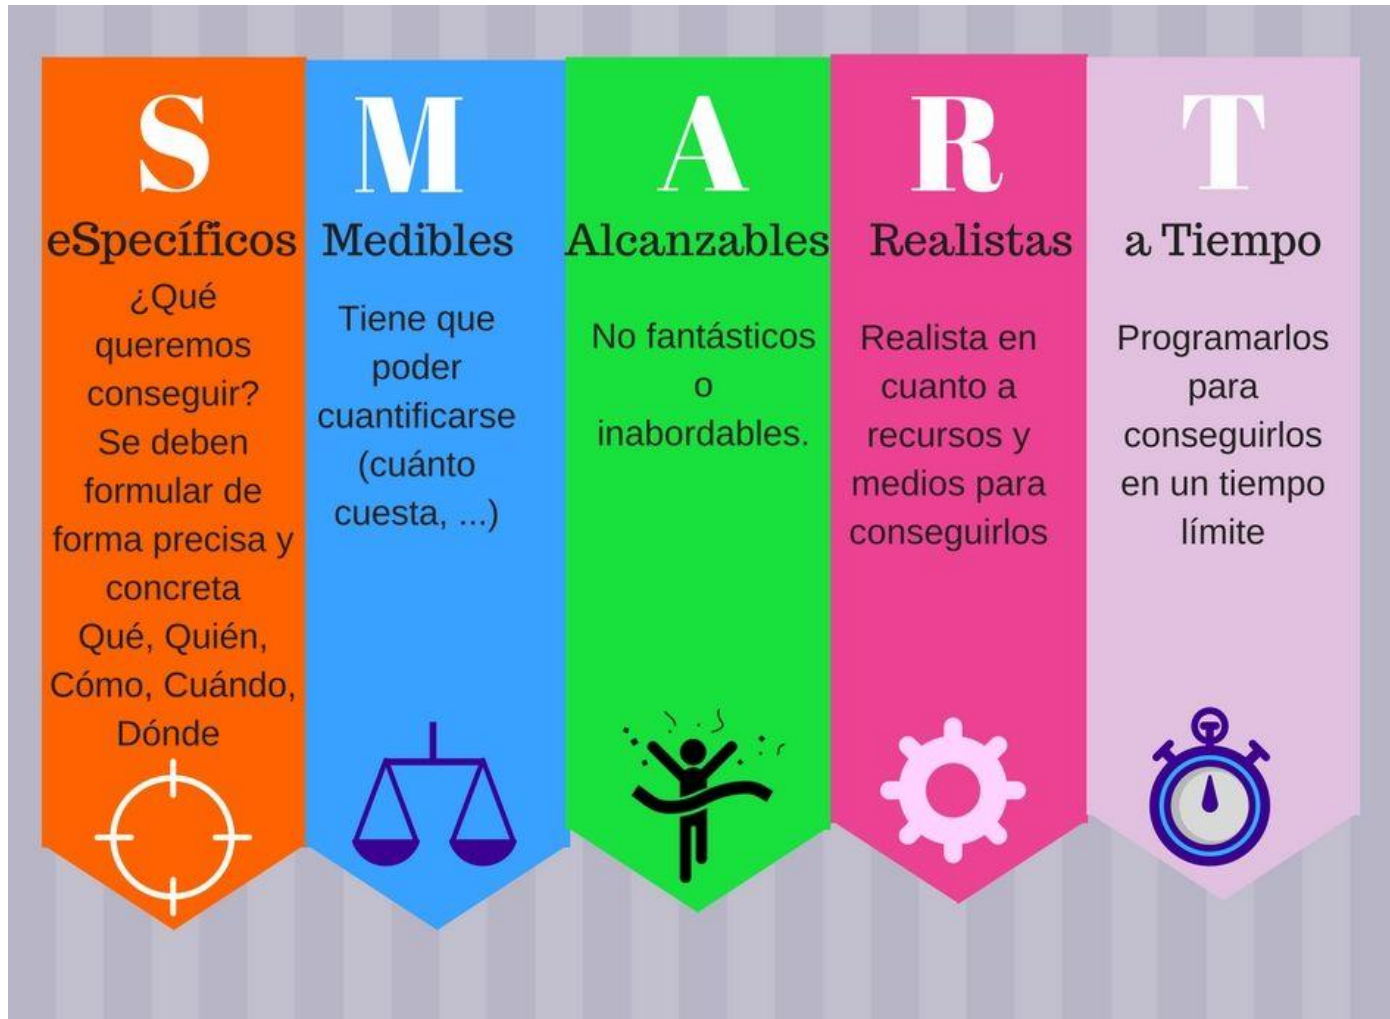 S
eSpecíficos
¿Qué
queremos
conseguir?
Se deben
formular de
forma precisa y
concreta
Qué, Quién,
Cómo, Cuándo,
Dónde
M
Medibles
Tiene que
poder
cuantificarse
(cuánto
cuesta, ...)
A
Alcanzables
No fantásticos
o
inabordables.
R
Realistas
Realista en
cuanto a
recursos y
medios para
conseguirlos
T
a Tiempo
Programarlos
para
conseguirlos
en un tiempo
límite